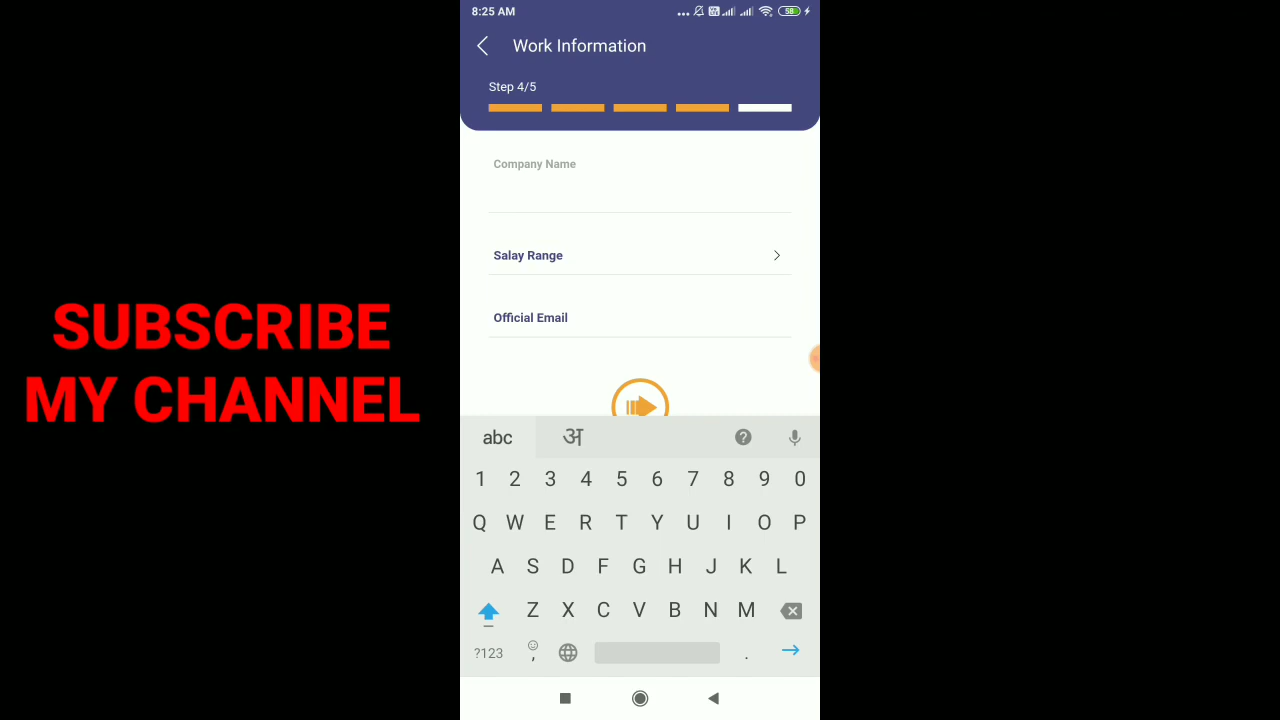 8:25 AM
58
Work Information
Step 4/5
Company Name
Salay Range
Official Email
SUBSCRIBE
MY CHANNEL
abc अ ?
1 2 3 4 5 6 7 8 9 0
Q W E R T Y U I O P
A S D F G H J K L
Z X C V B N M
?123 , .